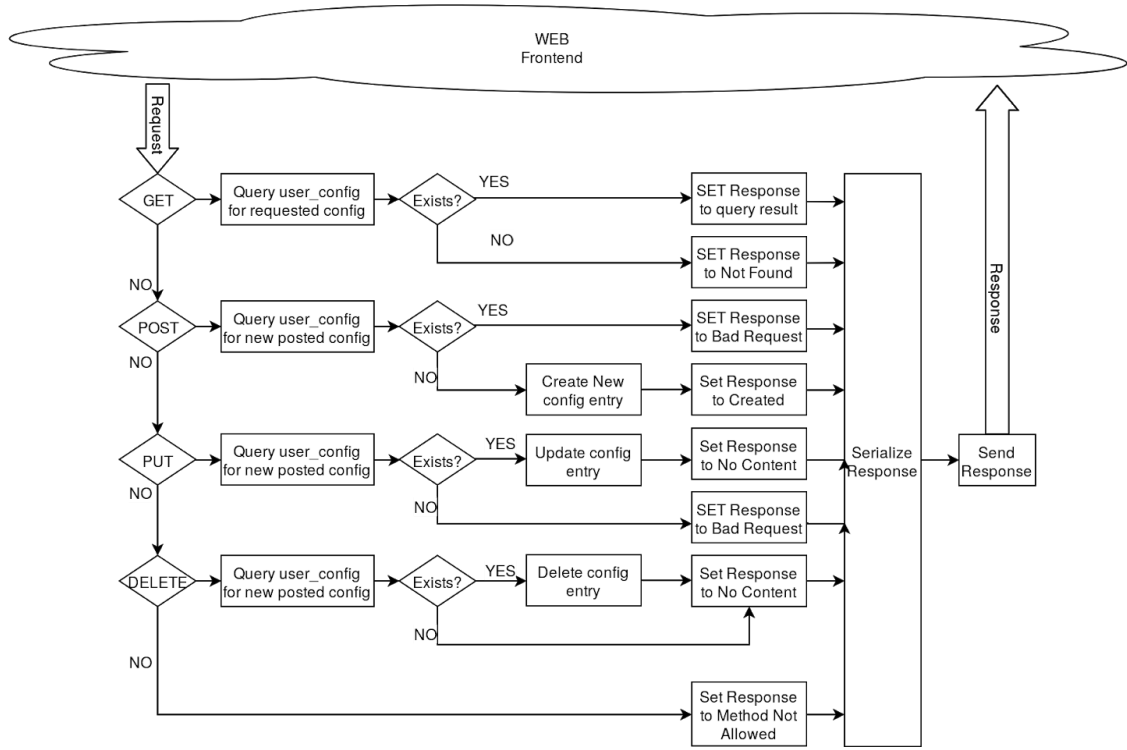 WEB
Frontend
Request
GET
Query user_config
for requested config
Exists?
YES
SET Response
to query result
NO
SET Response
to Not Found
NO
POST
Query user_config
for new posted config
Exists?
YES
SET Response
to Bad Request
NO
NO
Create New
config entry
Set Response
to Created
PUT
Query user_config
for new posted config
Exists?
YES
Update config
entry
Set Response
to No Content
NO
NO
SET Response
to Bad Request
DELETE
Query user_config
for new posted config
Exists?
YES
Delete config
entry
Set Response
to No Content
NO
NO
Set Response
to Method Not
Allowed
Serialize
Response
Send
Response
Response